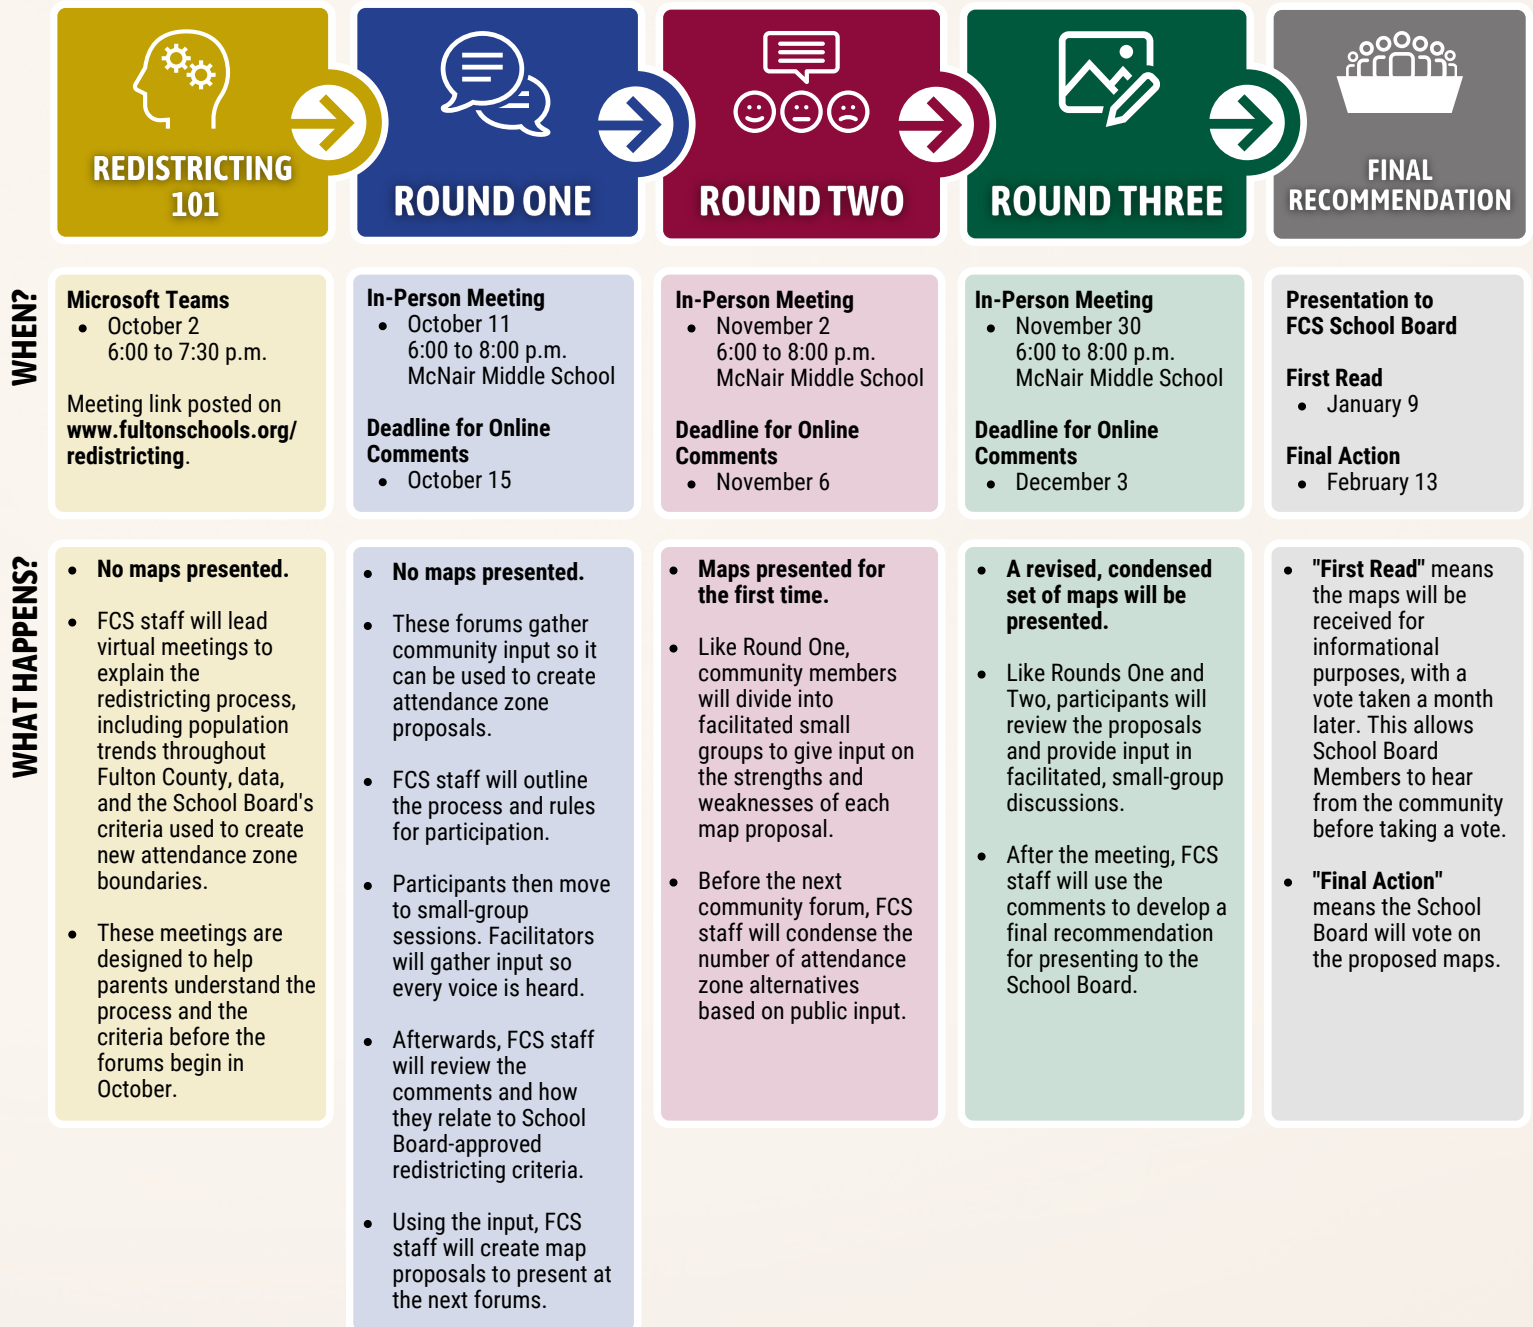 REDISTRICTING
101
ROUND ONE
ROUND TWO
ROUND THREE
FINAL
RECOMMENDATION
WHEN?
Microsoft Teams
• October 2
6:00 to 7:30 p.m.
Meeting link posted on
www.fultonschools.org/
redistricting.
In-Person Meeting
• October 11
6:00 to 8:00 p.m.
McNair Middle School
Deadline for Online
Comments
• October 15
In-Person Meeting
• November 2
6:00 to 8:00 p.m.
McNair Middle School
Deadline for Online
Comments
• November 6
In-Person Meeting
• November 30
6:00 to 8:00 p.m.
McNair Middle School
Deadline for Online
Comments
• December 3
Presentation to
FCS School Board
First Read
• January 9
Final Action
• February 13
WHAT HAPPENS?
• No maps presented.
• FCS staff will lead
virtual meetings to
explain the
redistricting process,
including population
trends throughout
Fulton County, data,
and the School Board's
criteria used to create
new attendance zone
boundaries.
• These meetings are
designed to help
parents understand the
process and the
criteria before the
forums begin in
October.
• No maps presented.
• These forums gather
community input so it
can be used to create
attendance zone
proposals.
• FCS staff will outline
the process and rules
for participation.
• Participants then move
to small-group
sessions. Facilitators
will gather input so
every voice is heard.
• Afterwards, FCS staff
will review the
comments and how
they relate to School
Board-approved
redistricting criteria.
• Using the input, FCS
staff will create map
proposals to present at
the next forums.
• Maps presented for
the first time.
• Like Round One,
community members
will divide into
facilitated small
groups to give input on
the strengths and
weaknesses of each
map proposal.
• Before the next
community forum, FCS
staff will condense the
number of attendance
zone alternatives
based on public input.
• A revised, condensed
set of maps will be
presented.
• Like Rounds One and
Two, participants will
review the proposals
and provide input in
facilitated, small-group
discussions.
• After the meeting, FCS
staff will use the
comments to develop a
final recommendation
for presenting to the
School Board.
• "First Read" means
the maps will be
received for
informational
purposes, with a
vote taken a month
later. This allows
School Board
Members to hear
from the community
before taking a vote.
• "Final Action"
means the School
Board will vote on
the proposed maps.